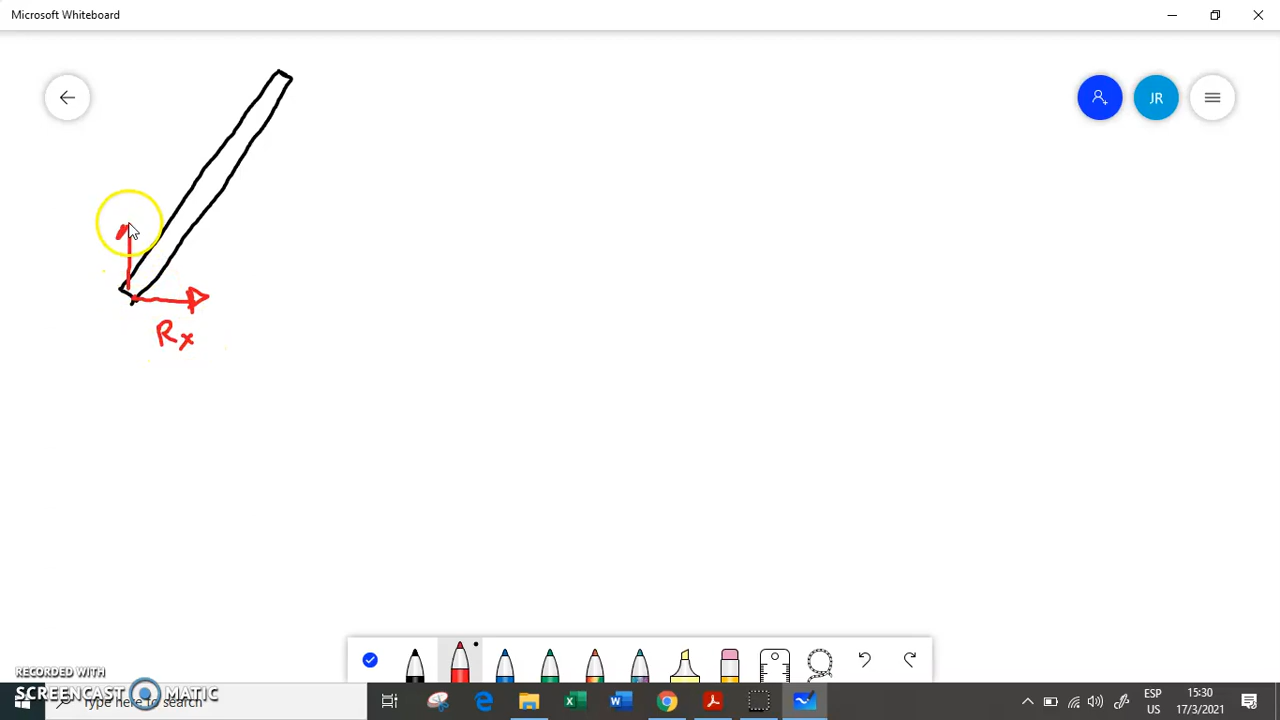 Microsoft Whiteboard
JR
Rx
RECORDED WITH
SCREENCAST MATIC
Type here to search
ESP
US
15:30
17/3/2021